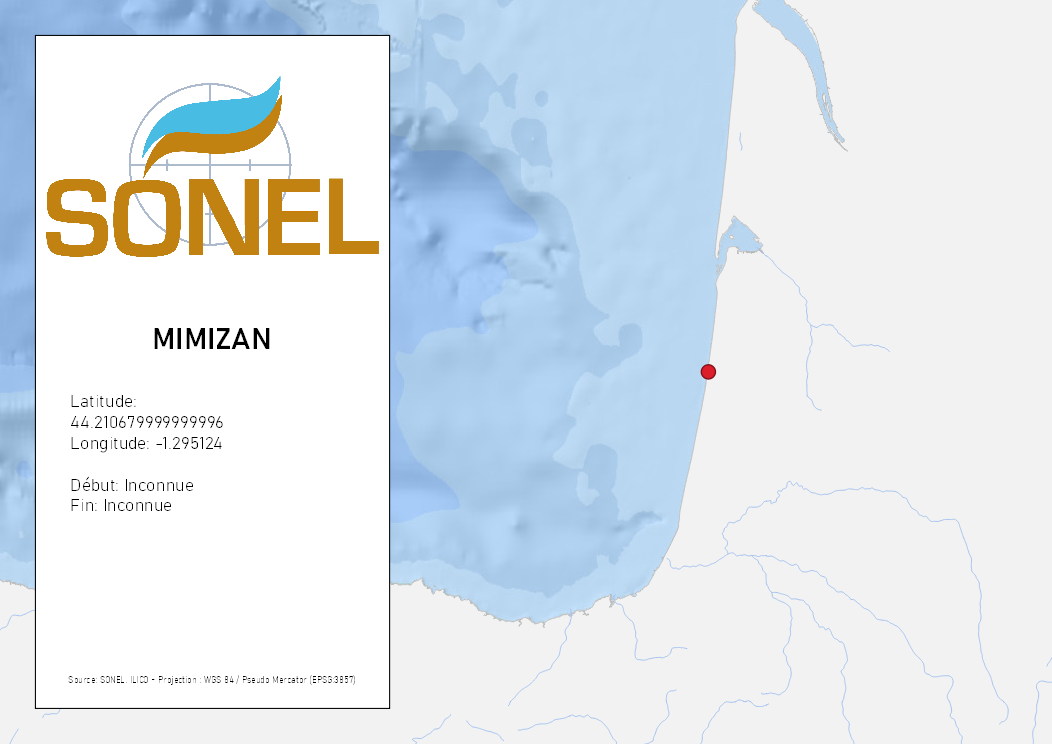 SONEL
MIMIZAN
Latitude:
44.210679999999996
Longitude: -1.295124
Début: Inconnue
Fin: Inconnue
Source: SONEL, ILICO - Projection : WGS 84 / Pseudo Mercator (EPSG:3857)